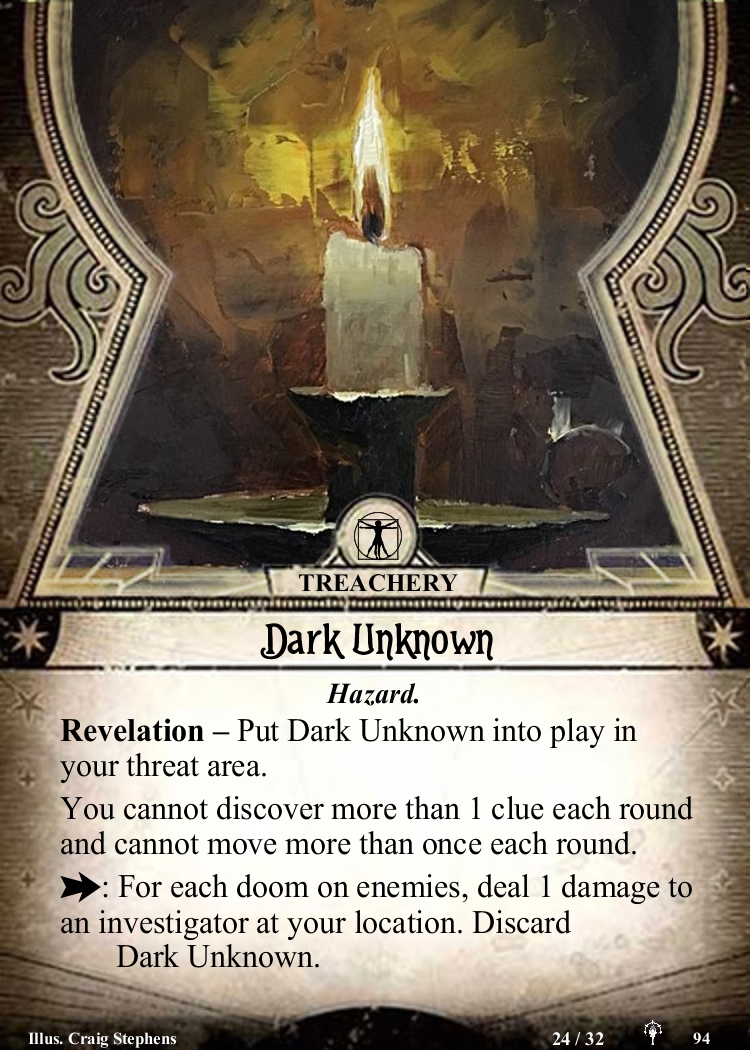 TREACHERY
Dark Unknown
Hazard.
Revelation – Put Dark Unknown into play in
your threat area.
You cannot discover more than 1 clue each round
and cannot move more than once each round.
: For each doom on enemies, deal 1 damage to
an investigator at your location. Discard
Dark Unknown.
Illus. Craig Stephens
24 / 32
94